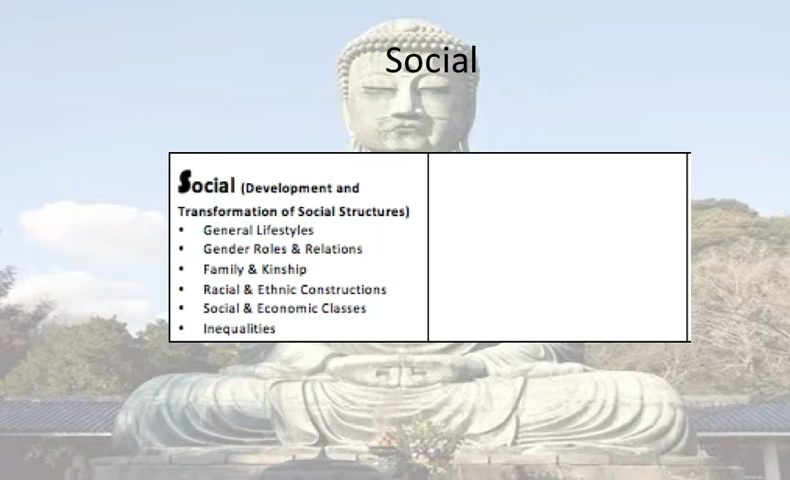 Social
Social (Development and
Transformation of Social Structures)
• General Lifestyles
• Gender Roles & Relations
• Family & Kinship
• Racial & Ethnic Constructions
• Social & Economic Classes
• Inequalities